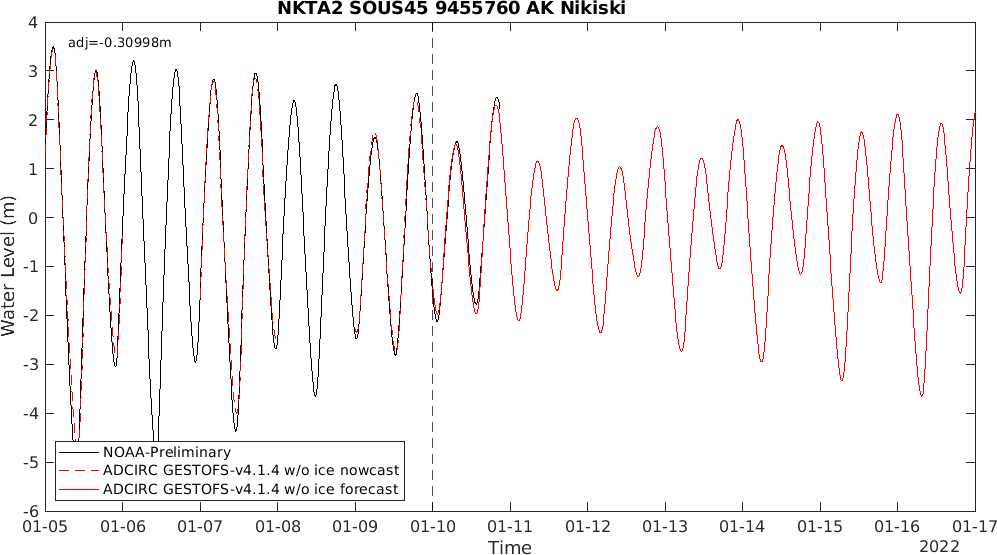 NKTA2 SOUS45 9455760 AK Nikiski
adj=-0.30998m
4
3
2
1
0
-1
-2
-3
-4
-5
-6
Water Level (m)
NOAA-Preliminary
ADCIRC GESTOFS-v4.1.4 w/o ice nowcast
ADCIRC GESTOFS-v4.1.4 w/o ice forecast
01-05 01-06 01-07 01-08 01-09 01-10 01-11 01-12 01-13 01-14 01-15 01-16 01-17
Time
2022